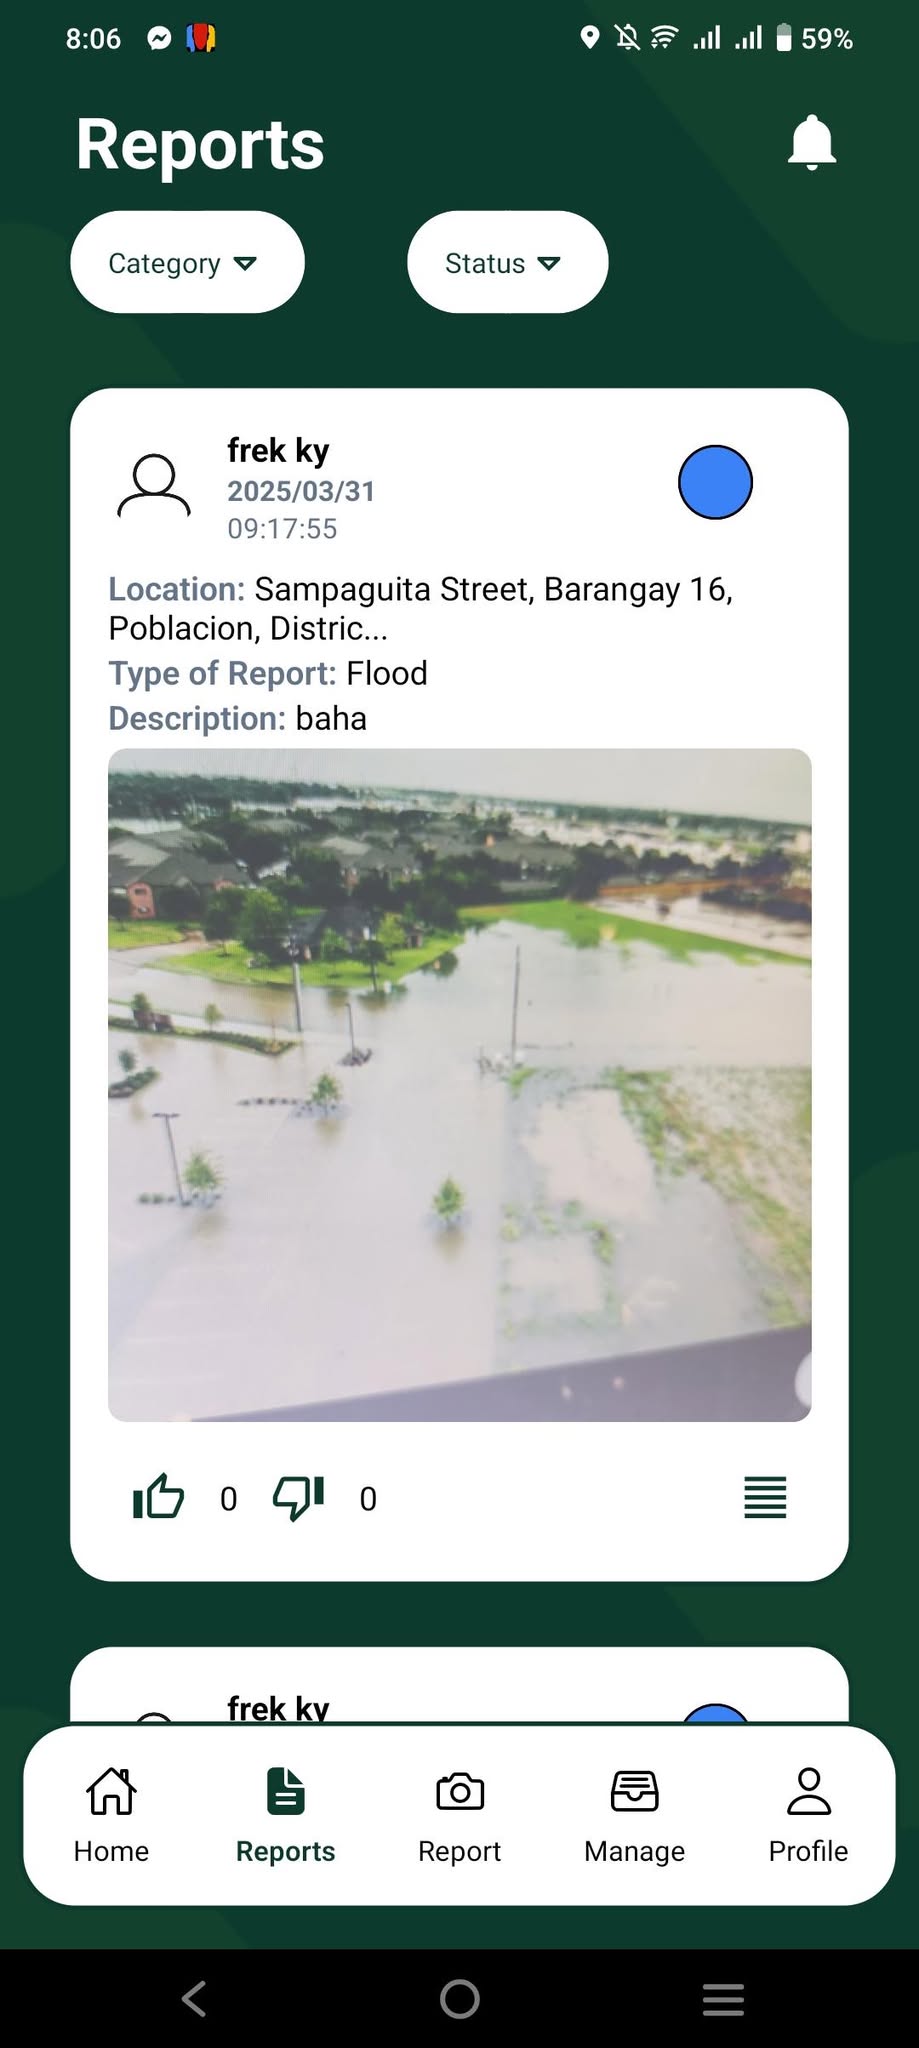 8:06
59%
Reports
Category
Status
frek ky
2025/03/31
09:17:55
Location: Sampaguita Street, Barangay 16,
Poblacion, Distric...
Type of Report: Flood
Description: baha
0 0
frek ky
Home Reports Report Manage Profile